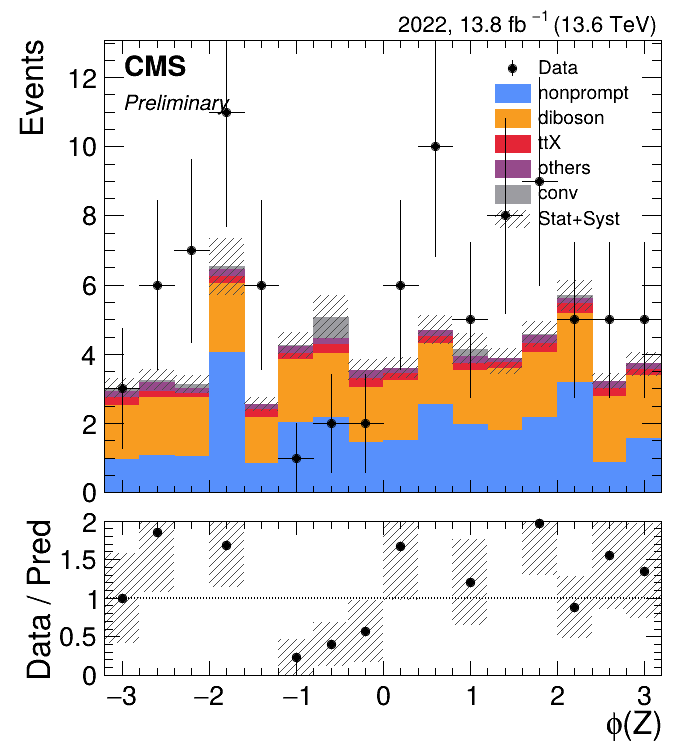 2022, 13.8 fb⁻¹ (13.6 TeV)
CMS
Preliminary
Events
12
10
8
6
4
2
0
Data
nonprompt
diboson
ttX
others
conv
Stat+Syst
Data / Pred
2
1.5
1
0.5
0
−3 −2 −1 0 1 2 3
ϕ(Z)